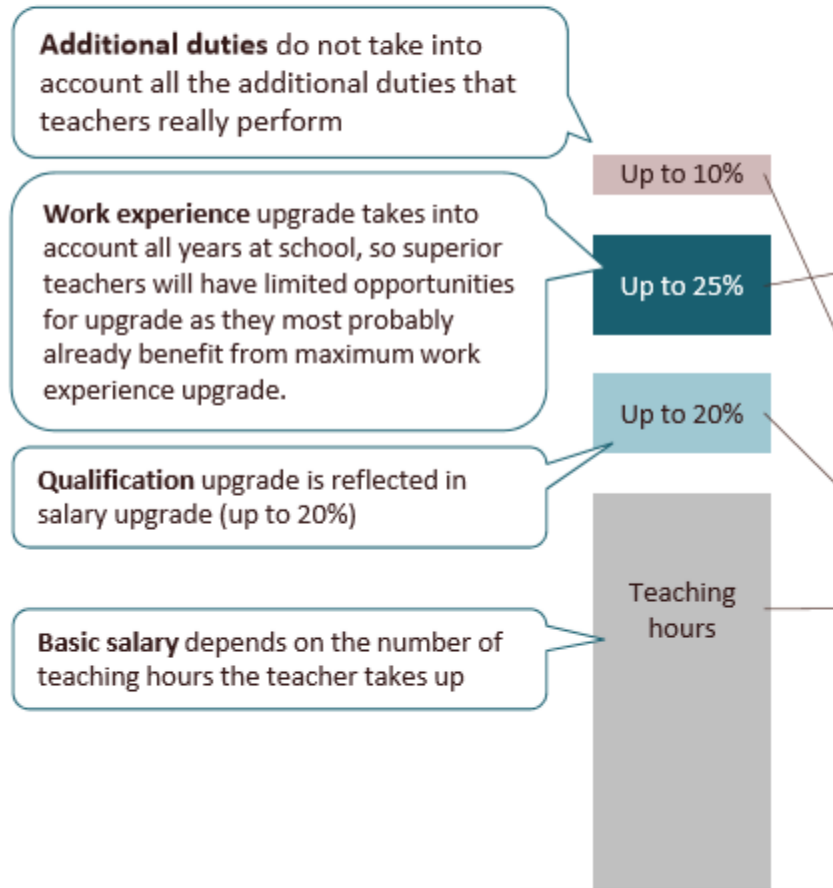 Additional duties do not take into
account all the additional duties that
teachers really perform
Up to 10%
Work experience upgrade takes into
account all years at school, so superior
teachers will have limited opportunities
for upgrade as they most probably
already benefit from maximum work
experience upgrade.
Up to 25%
Up to 20%
Qualification upgrade is reflected in
salary upgrade (up to 20%)
Teaching
hours
Basic salary depends on the number of
teaching hours the teacher takes up